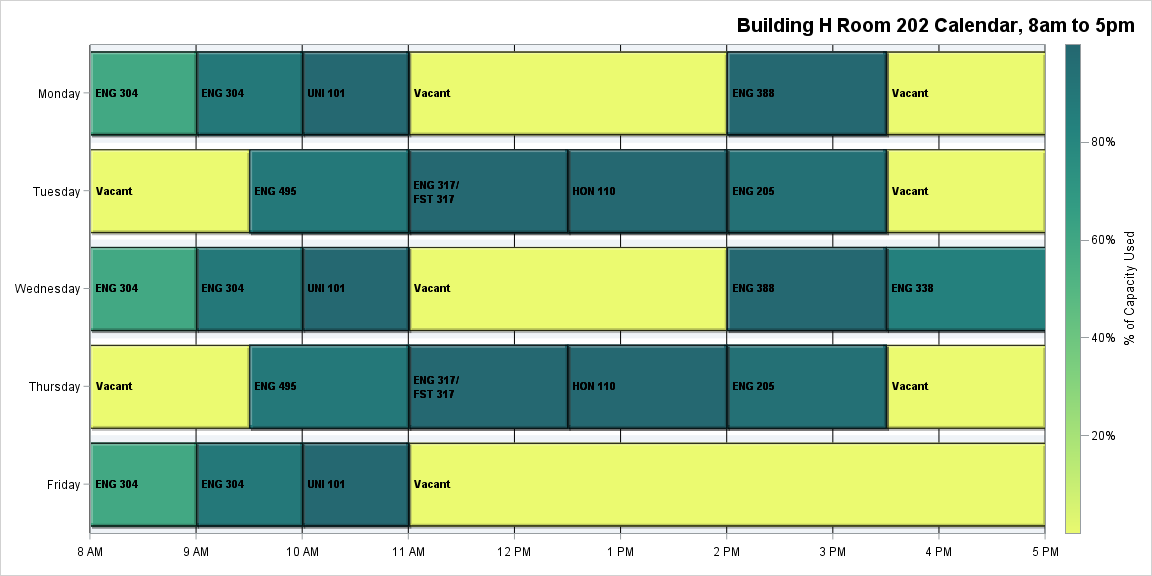 Building H Room 202 Calendar, 8am to 5pm
Monday
ENG 304
ENG 304
UNI 101
Vacant
ENG 388
Vacant
Tuesday
Vacant
ENG 495
ENG 317/
FST 317
HON 110
ENG 205
Vacant
Wednesday
ENG 304
ENG 304
UNI 101
Vacant
ENG 388
ENG 338
Thursday
Vacant
ENG 495
ENG 317/
FST 317
HON 110
ENG 205
Vacant
Friday
ENG 304
ENG 304
UNI 101
Vacant
8 AM
9 AM
10 AM
11 AM
12 PM
1 PM
2 PM
3 PM
4 PM
5 PM
80%
60%
40%
20%
% of Capacity Used